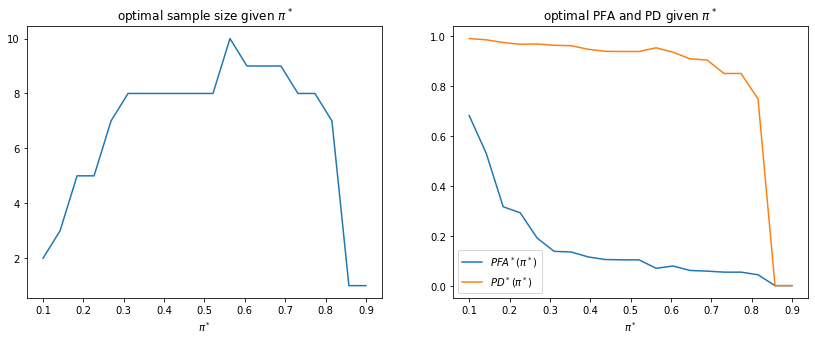 optimal sample size given π*
10
8
6
4
2
0.1 0.2 0.3 0.4 0.5 0.6 0.7 0.8 0.9
π*
optimal PFA and PD given π*
1.0
0.8
0.6
0.4
0.2
0.0
PFA*(π*)
PD*(π*)
0.1 0.2 0.3 0.4 0.5 0.6 0.7 0.8 0.9
π*